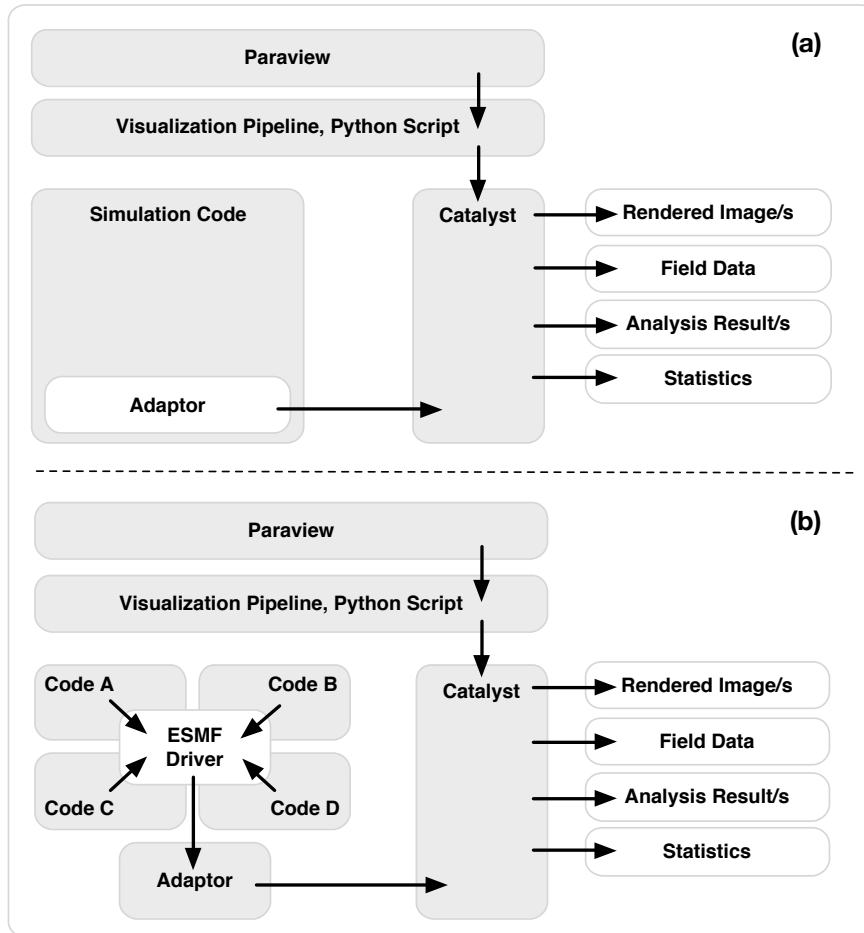 (a)
Paraview
Visualization Pipeline, Python Script
Simulation Code
Adaptor
Catalyst
Rendered Image/s
Field Data
Analysis Result/s
Statistics
(b)
Paraview
Visualization Pipeline, Python Script
Code A
Code B
ESMF
Driver
Code C
Code D
Adaptor
Catalyst
Rendered Image/s
Field Data
Analysis Result/s
Statistics